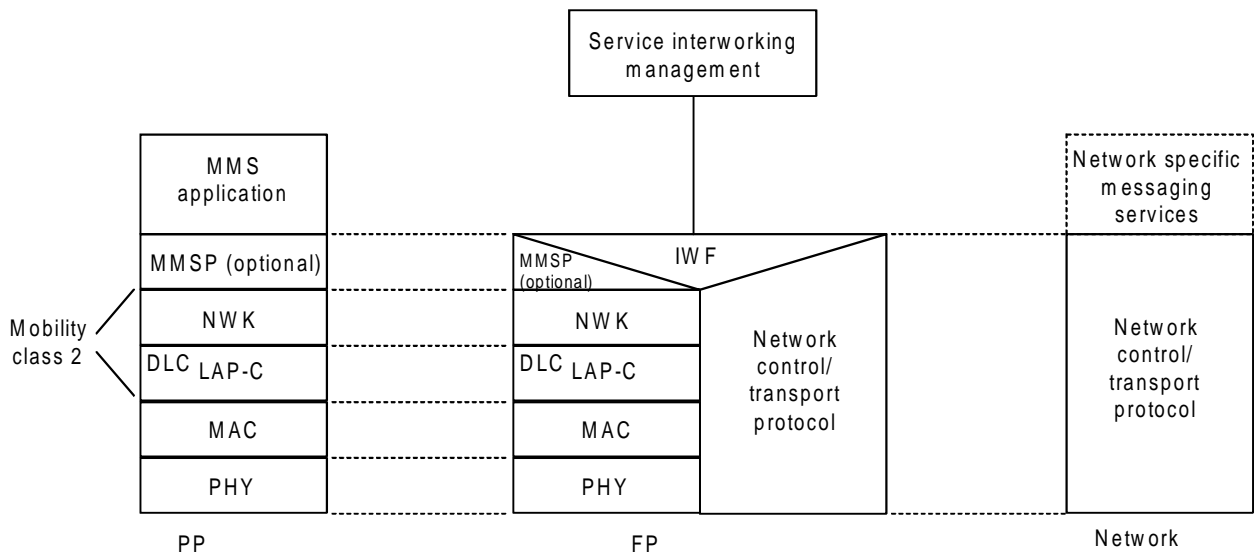 Service interworking
management
MMS
application
Network specific
messaging
services
MMSP (optional)
MMSP
(optional)
IWF
Mobility
class 2
NWK
NWK
Network
control/
transport
protocol
Network
control/
transport
protocol
DLC LAP-C
DLC LAP-C
MAC
MAC
PHY
PHY
PP
FP
Network